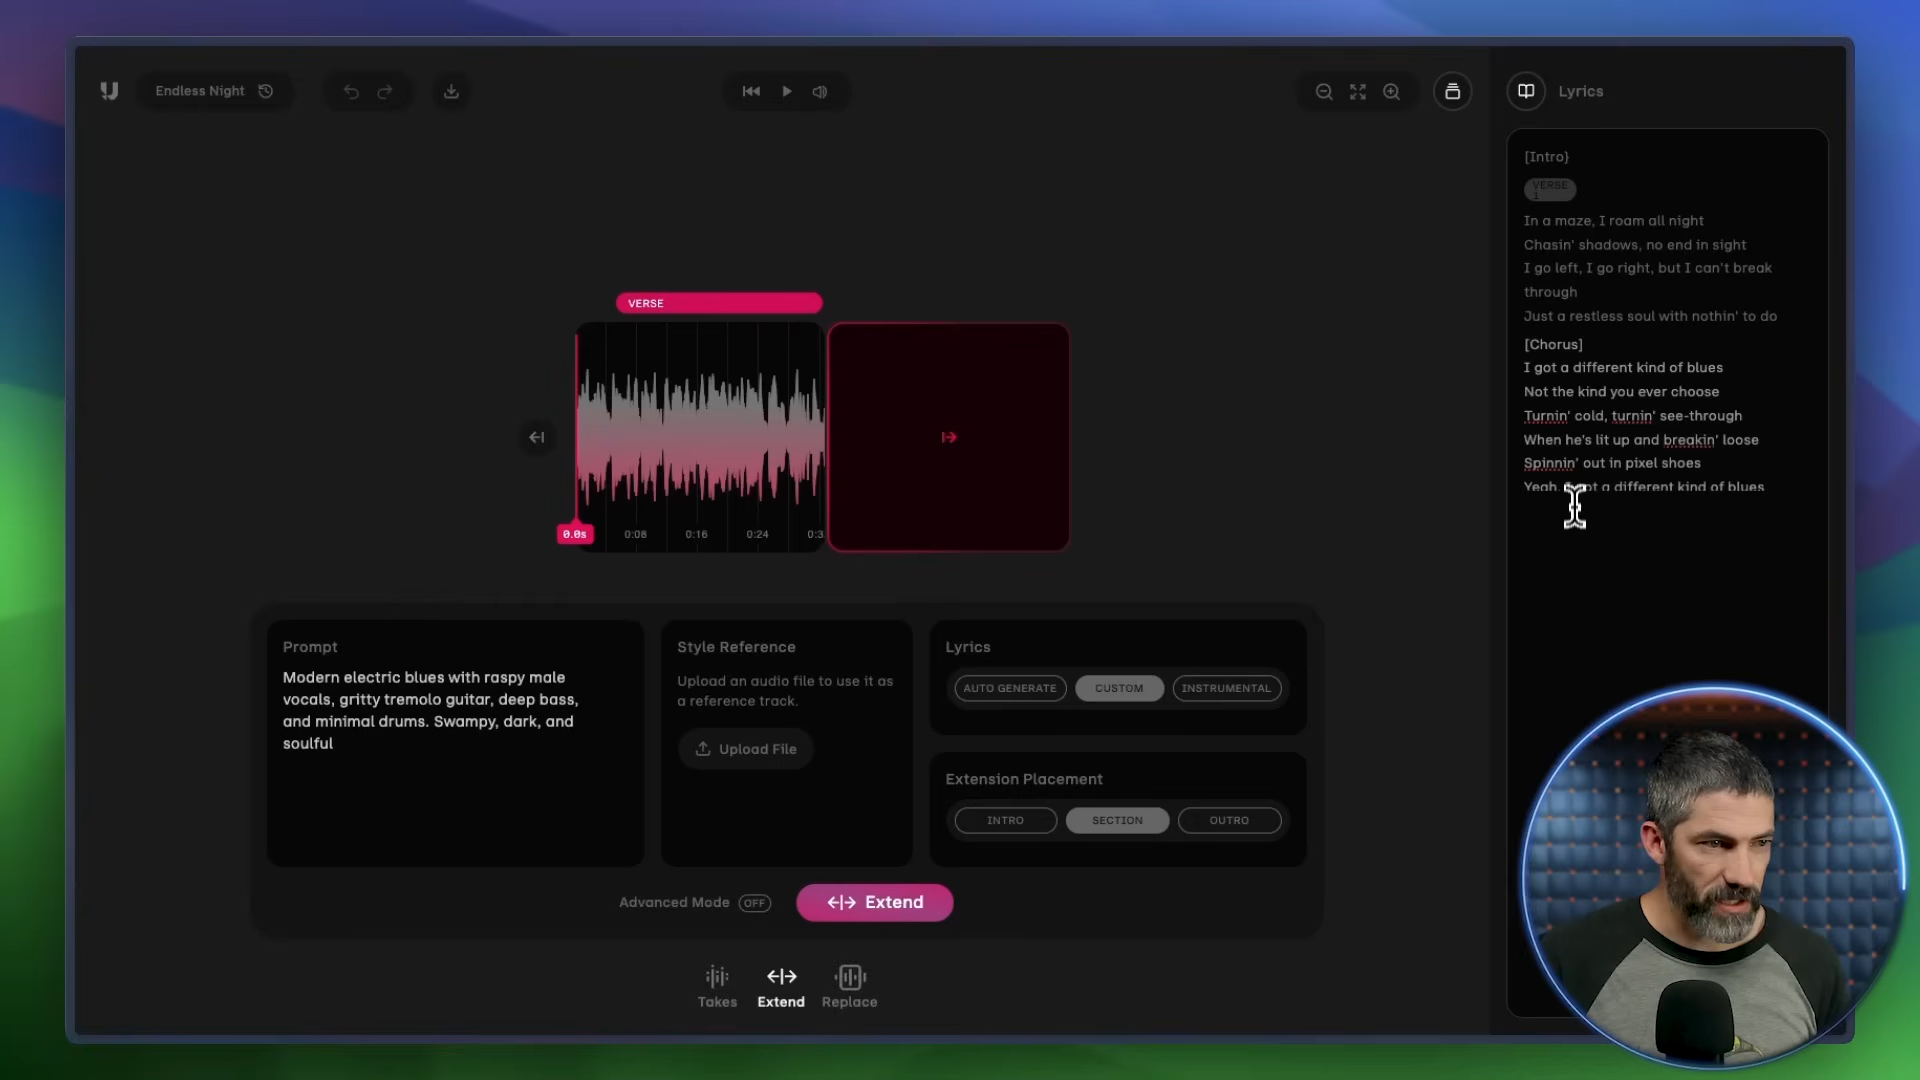 Endless Night
Lyrics
[Intro}
VERSE
1
In a maze, I roam all night
Chasin' shadows, no end in sight
I go left, I go right, but I can't break
through
Just a restless soul with nothin' to do
[Chorus]
I got a different kind of blues
Not the kind you ever choose
Turnin' cold, turnin' see-through
When he's lit up and breakin' loose
Spinnin' out in pixel shoes
Yeah, got a different kind of blues
VERSE
0.0s
0:08
0:16
0:24
0:3
Prompt
Modern electric blues with raspy male
vocals, gritty tremolo guitar, deep bass,
and minimal drums. Swampy, dark, and
soulful
Style Reference
Upload an audio file to use it as
a reference track.
Upload File
Lyrics
AUTO GENERATE
CUSTOM
INSTRUMENTAL
Extension Placement
INTRO
SECTION
OUTRO
Advanced Mode OFF
Extend
Takes
Extend
Replace